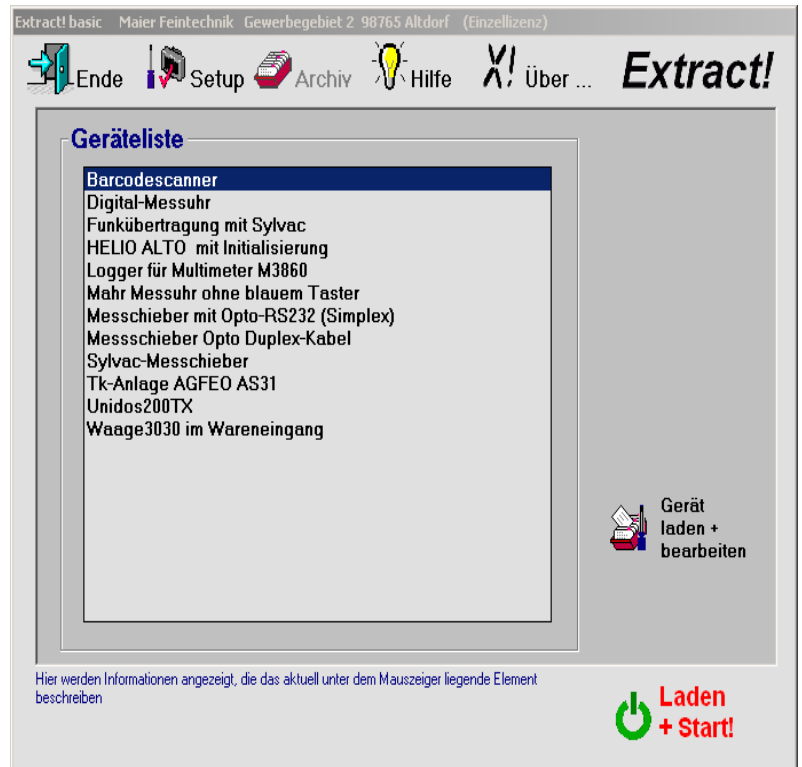 Extract! basic Maier Feintechnik Gewerbegebiet 2 98765 Altdorf (Einzellizenz)
Ende Setup Archiv Hilfe X! Über ... Extract!
Geräteliste
Barcodescanner
Digital-Messuhr
Funkübertragung mit Sylvac
HELIO ALTO mit Initialisierung
Logger für Multimeter M3860
Mahr Messuhr ohne blauem Taster
Messchieber mit Opto-RS232 (Simplex)
Messschieber Opto Duplex-Kabel
Sylvac-Messchieber
Tk-Anlage AGFEO AS31
Unidos200TX
Waage3030 im Wareneingang
Gerät
laden +
bearbeiten
Hier werden Informationen angezeigt, die das aktuell unter dem Mauszeiger liegende Element
beschreiben
Laden
+ Start!